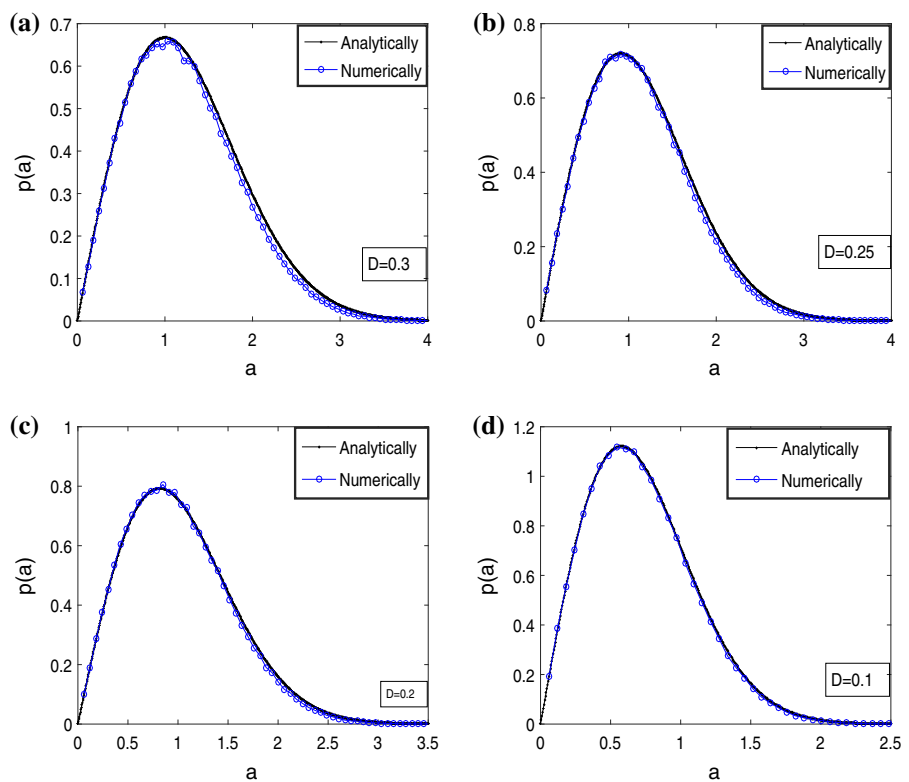 (a)
0.7
0.6
0.5
0.4
0.3
0.2
0.1
0
p(a)
Analytically
Numerically
D=0.3
0 1 2 3 4
a
(b)
0.8
0.6
0.4
0.2
0
p(a)
Analytically
Numerically
D=0.25
0 1 2 3 4
a
(c)
1
0.8
0.6
0.4
0.2
0
p(a)
Analytically
Numerically
D=0.2
0 0.5 1 1.5 2 2.5 3 3.5
a
(d)
1.2
1
0.8
0.6
0.4
0.2
0
p(a)
Analytically
Numerically
D=0.1
0 0.5 1 1.5 2 2.5
a